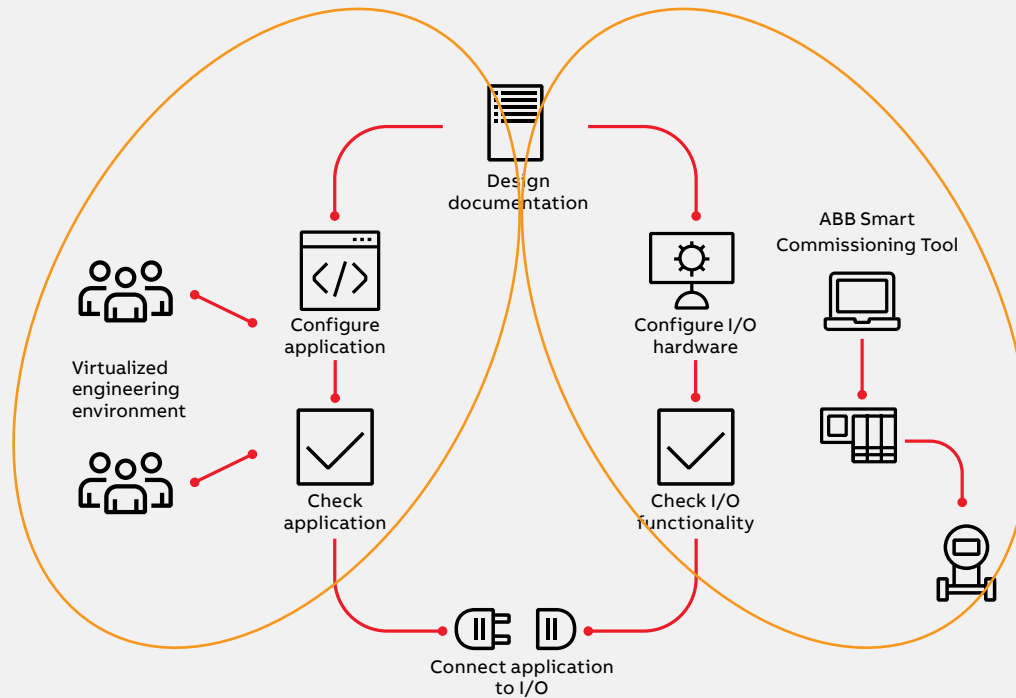 Design
documentation
ABB Smart
Commissioning Tool
Configure
application
Configure I/O
hardware
Virtualized
engineering
environment
Check
application
Check I/O
functionality
Connect application
to I/O